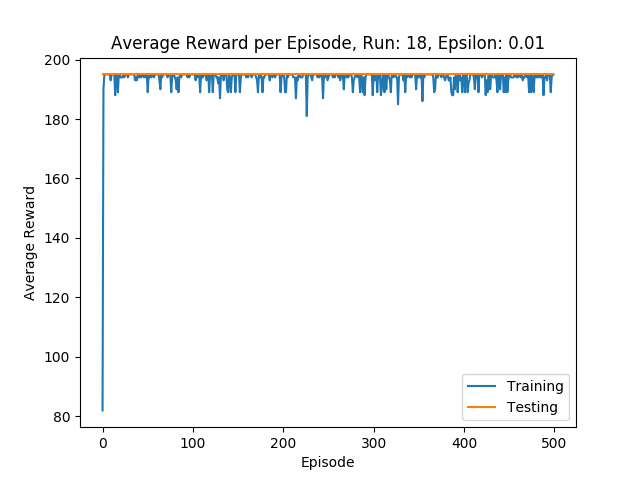 Average Reward per Episode, Run: 18, Epsilon: 0.01
200
180
160
140
120
100
80
Average Reward
0
100
200
300
400
500
Episode
Training
Testing